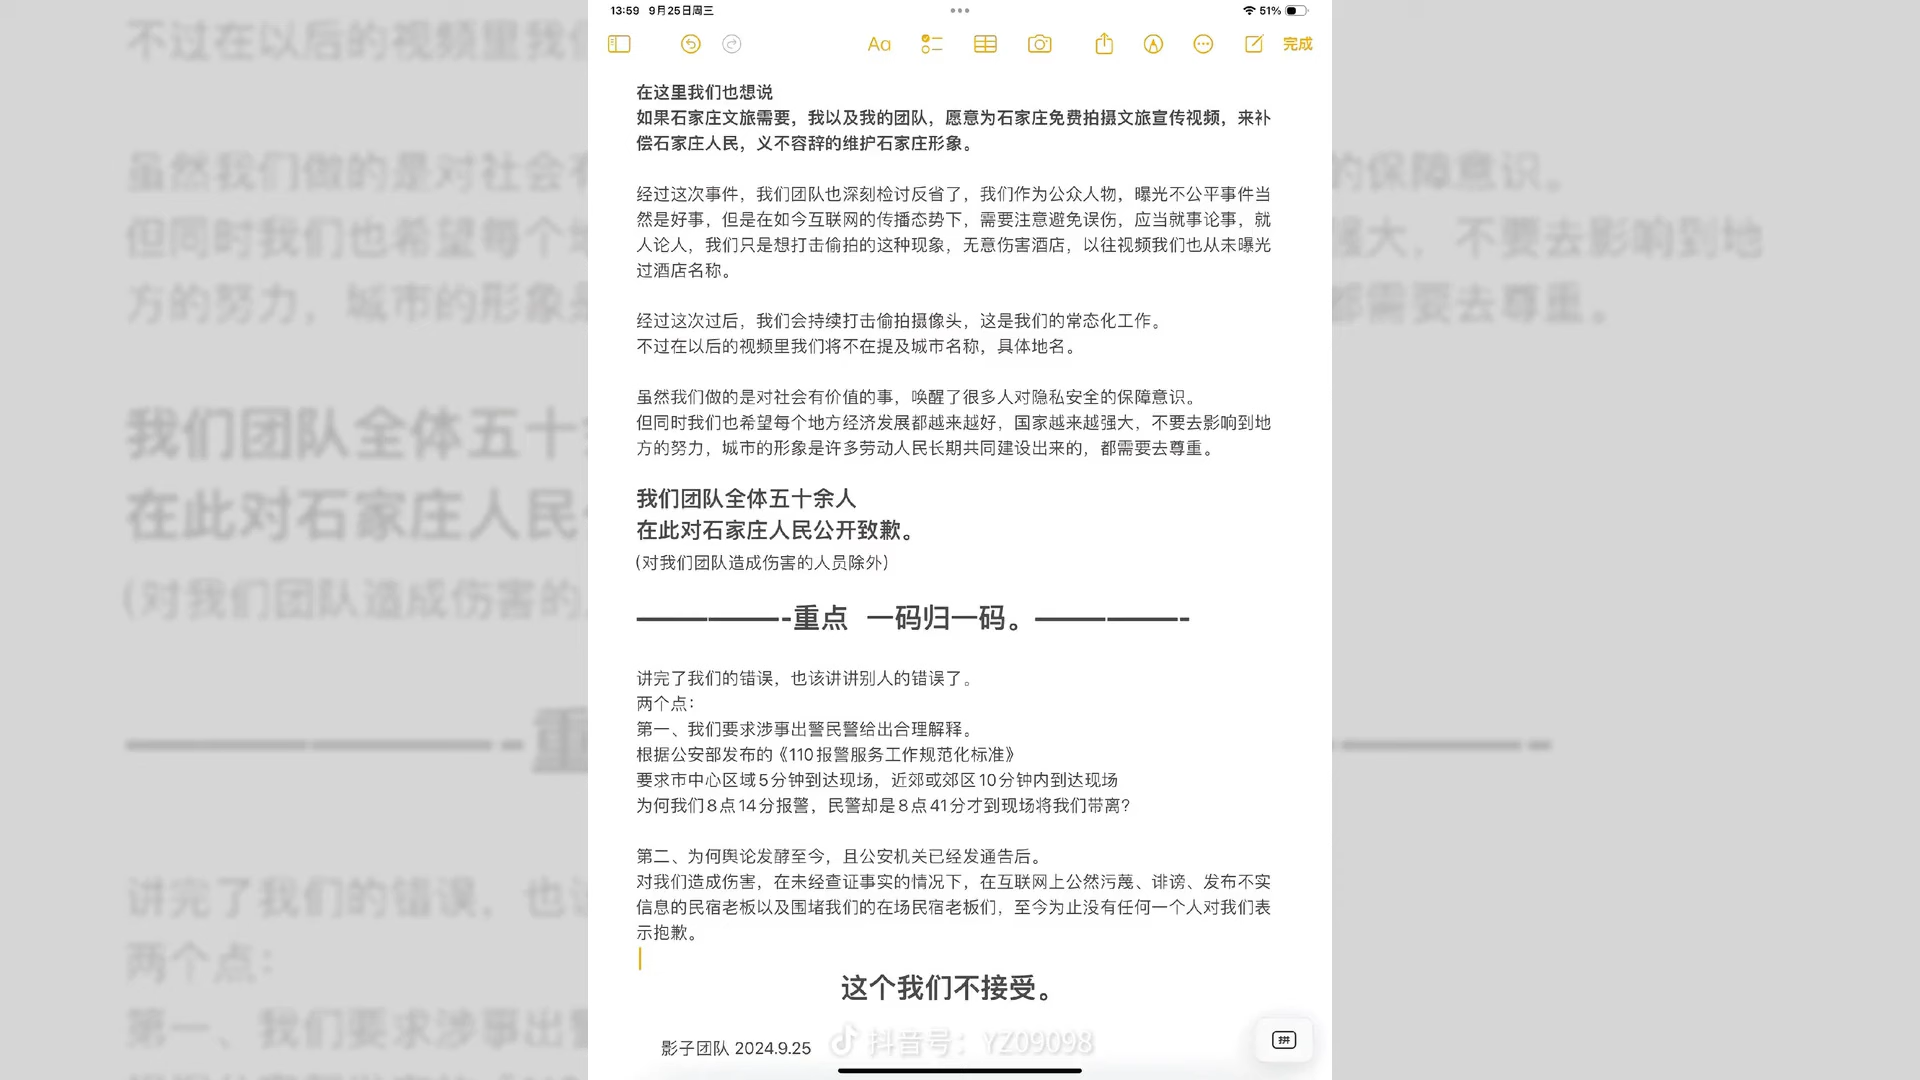 13:59 9月25日周三
51%
Aa
完成
在这里我们也想说
如果石家庄文旅需要，我以及我的团队，愿意为石家庄免费拍摄文旅宣传视频，来补
偿石家庄人民，义不容辞的维护石家庄形象。
经过这次事件，我们团队也深刻检讨反省了，我们作为公众人物，曝光不公平事件当
然是好事，但是在如今互联网的传播态势下，需要注意避免误伤，应当就事论事，就
人论人，我们只是想打击偷拍的这种现象，无意伤害酒店，以往视频我们也从未曝光
过酒店名称。
经过这次过后，我们会持续打击偷拍摄像头，这是我们的常态化工作。
不过在以后的视频里我们将不在提及城市名称，具体地名。
虽然我们做的是对社会有价值的事，唤醒了很多人对隐私安全的保障意识。
但同时我们也希望每个地方经济发展都越来越好，国家越来越强大，不要去影响到地
方的努力，城市的形象是许多劳动人民长期共同建设出来的，都需要去尊重。
我们团队全体五十余人
在此对石家庄人民公开致歉。
(对我们团队造成伤害的人员除外)
—————-重点 一码归一码。—————-
讲完了我们的错误，也该讲讲别人的错误了。
两个点：
第一、我们要求涉事出警民警给出合理解释。
根据公安部发布的《110报警服务工作规范化标准》
要求市中心区域5分钟到达现场，近郊或郊区10分钟内到达现场
为何我们8点14分报警，民警却是8点41分才到现场将我们带离?
第二、为何舆论发酵至今，且公安机关已经发通告后。
对我们造成伤害，在未经查证事实的情况下，在互联网上公然污蔑、诽谤、发布不实
信息的民宿老板以及围堵我们的在场民宿老板们，至今为止没有任何一个人对我们表
示抱歉。
这个我们不接受。
影子团队 2024.9.25
抖音号：YZ09098
拼